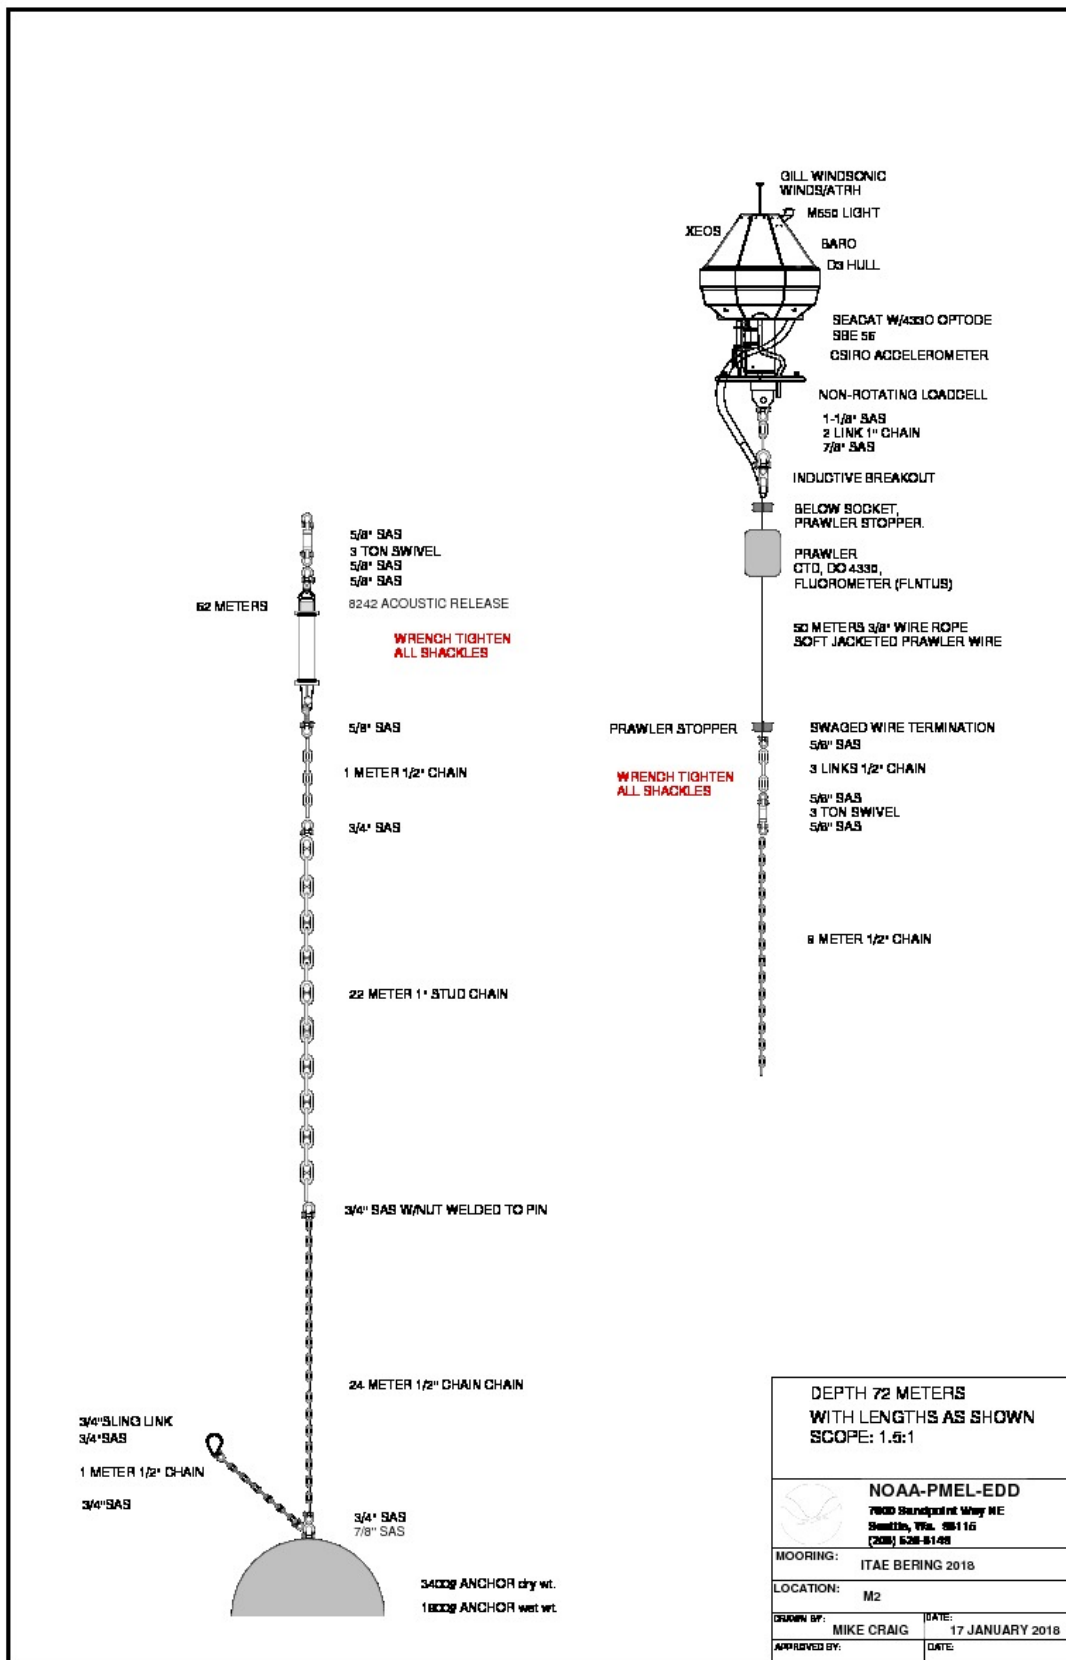 GILL WINDSONIC
WINDS/ATRH
M650 LIGHT
XEOS
BARO
D3 HULL
SEACAT W/4330 OPTODE
SBE 56
CSIRO ACCELEROMETER
NON-ROTATING LOADCELL
1-1/8" SAS
2 LINK 1" CHAIN
7/8" SAS
INDUCTIVE BREAKOUT
BELOW SOCKET,
PRAWLER STOPPER.
PRAWLER
CTD, DO 4330,
FLUOROMETER (FLNTUS)
50 METERS 3/8" WIRE ROPE
SOFT JACKETED PRAWLER WIRE
PRAWLER STOPPER
SWAGED WIRE TERMINATION
5/8" SAS
3 LINKS 1/2" CHAIN
WRENCH TIGHTEN
ALL SHACKLES
5/8" SAS
3 TON SWIVEL
5/8" SAS
METER 1/2" CHAIN
5/8" SAS
3 TON SWIVEL
5/8" SAS
5/8" SAS
62 METERS
8242 ACOUSTIC RELEASE
WRENCH TIGHTEN
ALL SHACKLES
5/8" SAS
1 METER 1/2" CHAIN
3/4" SAS
22 METER 1" STUD CHAIN
3/4" SAS W/NUT WELDED TO PIN
24 METER 1/2" CHAIN CHAIN
3/4"SLING LINK
3/4"SAS
1 METER 1/2" CHAIN
3/4"SAS
3/4" SAS
7/8" SAS
ANCHOR dry wt.
ANCHOR wet wt.
DEPTH 72 METERS
WITH LENGTHS AS SHOWN
SCOPE: 1.5:1
NOAA-PMEL-EDD
7600 Sandpoint Way NE
Seattle, Wa. 98115
(206)
MOORING: ITAE BERING 2018
LOCATION: M2
DRAWN BY: MIKE CRAIG
DATE: 17 JANUARY 2018
APPROVED BY:
DATE: